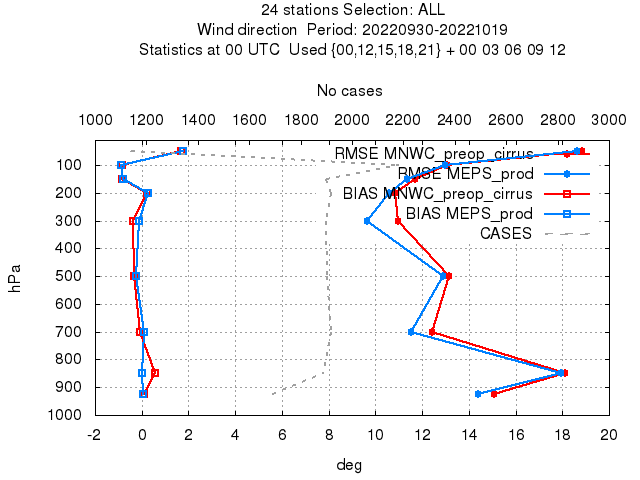 24 stations Selection: ALL
Wind direction  Period: 20220930-20221019
Statistics at 00 UTC  Used {00,12,15,18,21} + 00 03 06 09 12
No cases
1000 1200 1400 1600 1800 2000 2200 2400 2600 2800 3000
RMSE MNWC_preop_cirrus
RMSE MEPS_prod
BIAS MNWC_preop_cirrus
BIAS MEPS_prod
CASES
hPa
100
200
300
400
500
600
700
800
900
1000
-2 0 2 4 6 8 10 12 14 16 18 20
deg